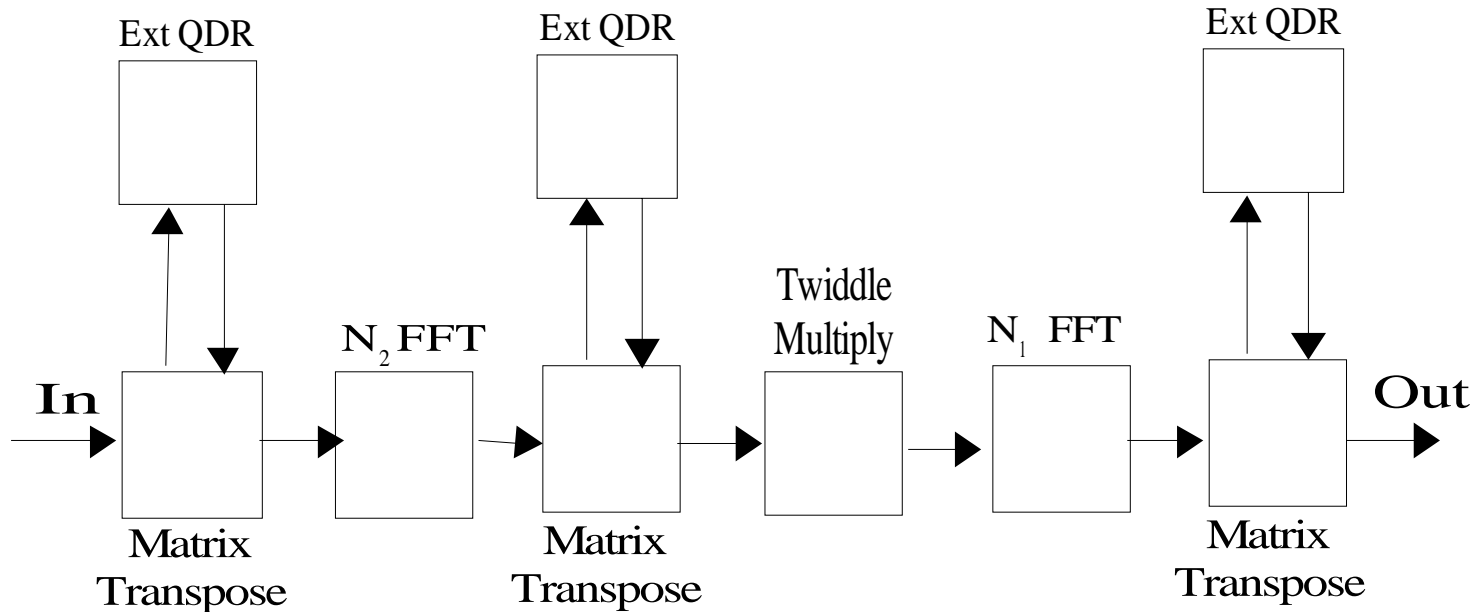 Ext QDR
Ext QDR
Ext QDR
Twiddle
Multiply
N₂ FFT
N₁ FFT
In
Out
Matrix
Transpose
Matrix
Transpose
Matrix
Transpose